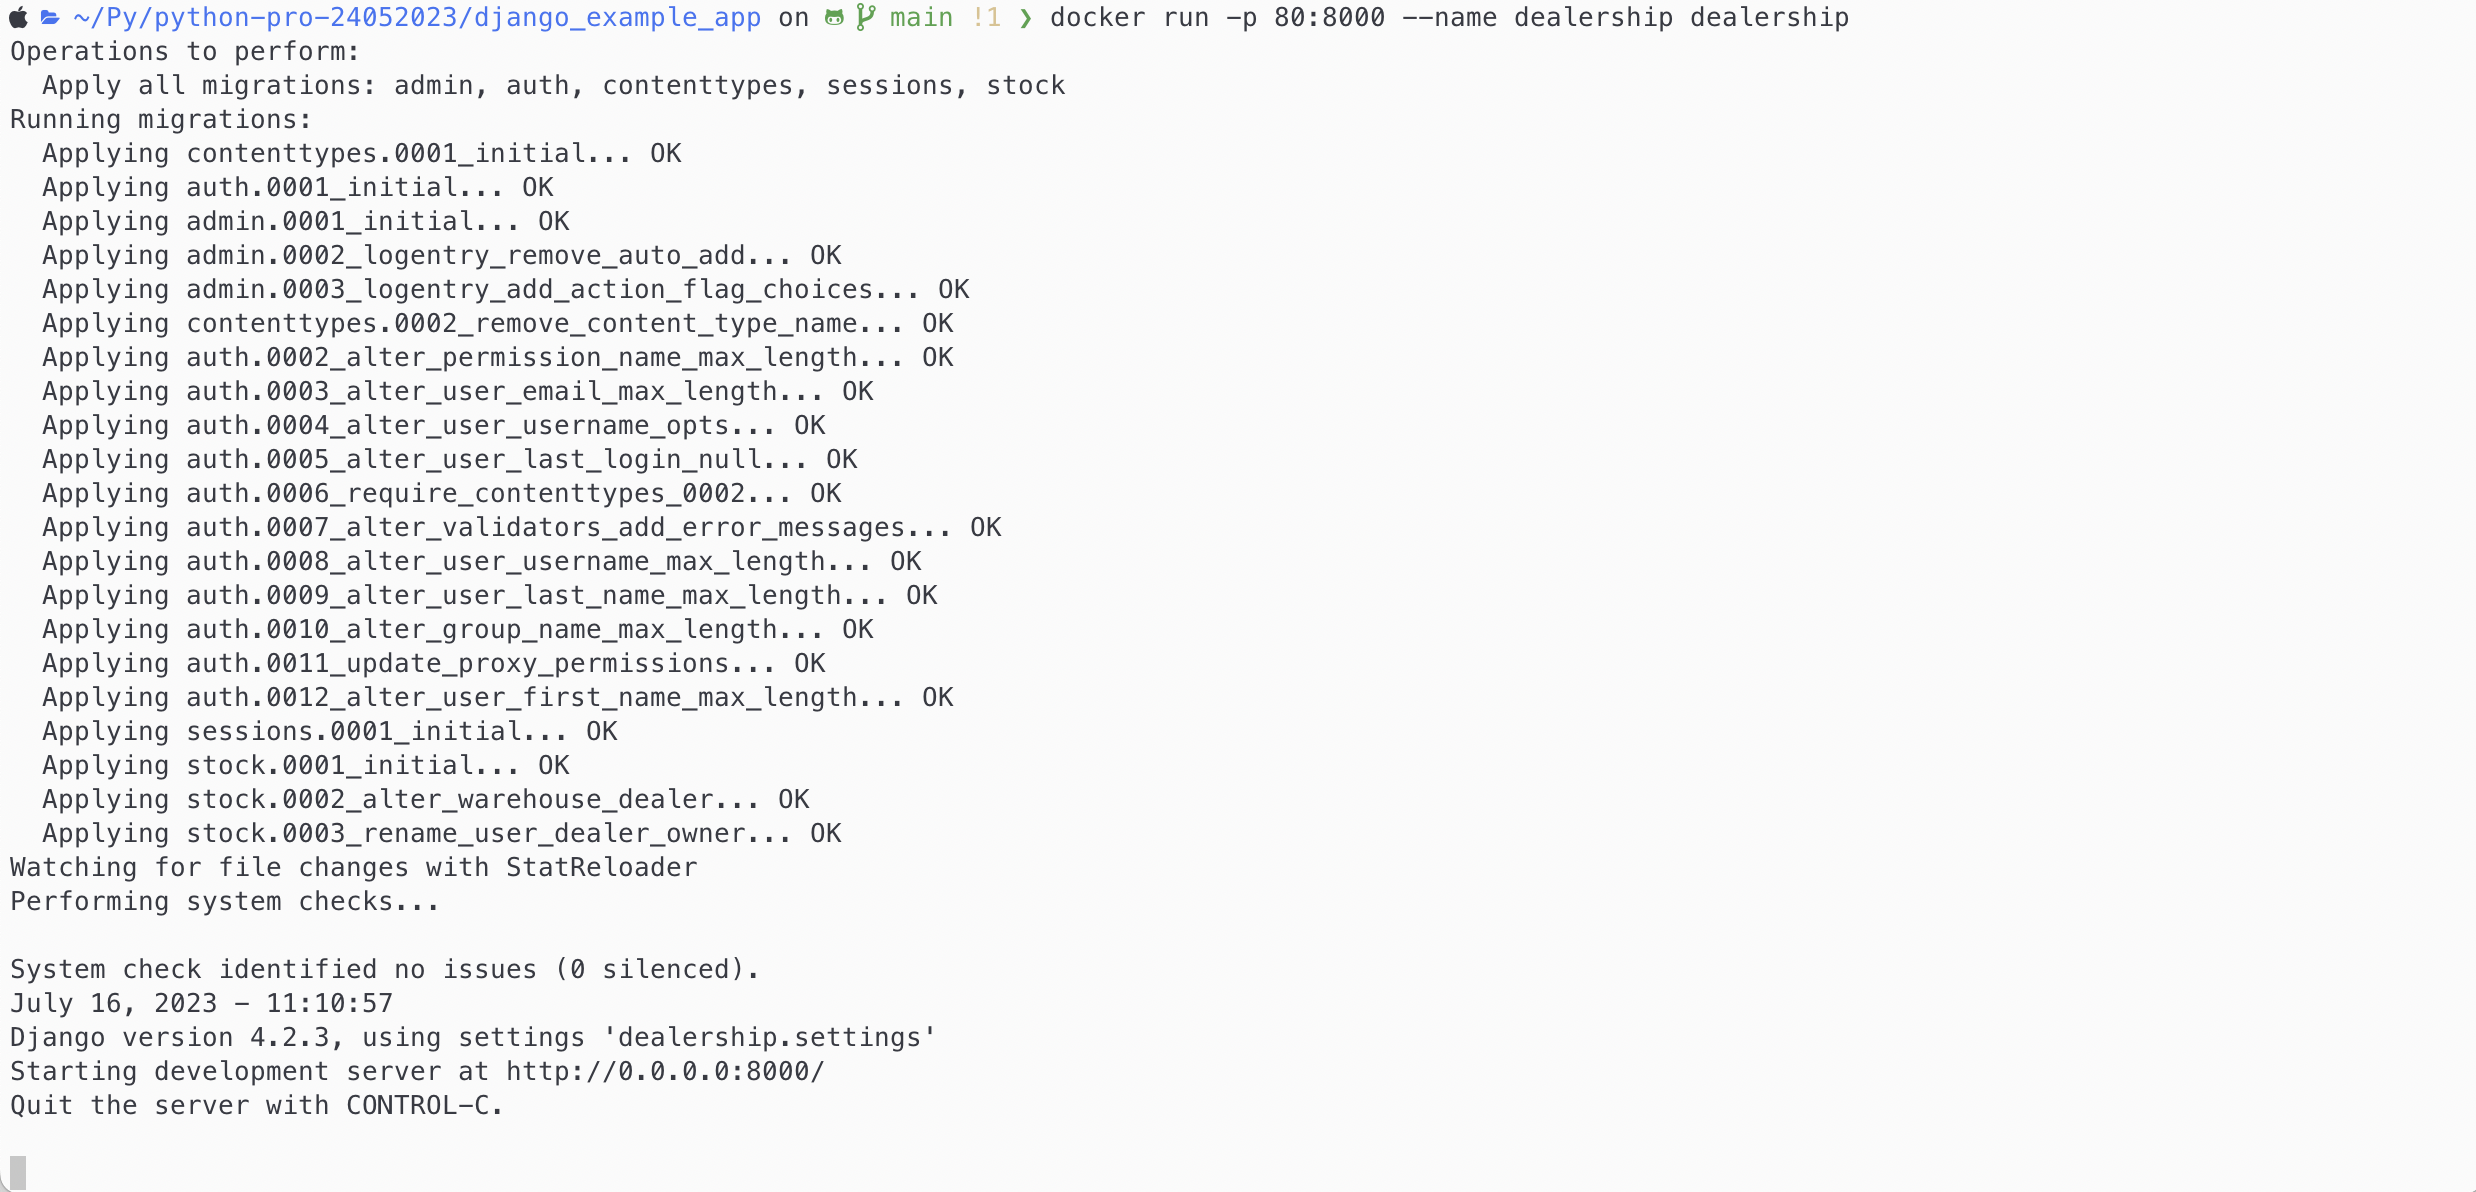 ~/Py/python-pro-24052023/django_example_app on main !1 ❯ docker run -p 80:8000 --name dealership dealership
Operations to perform:
  Apply all migrations: admin, auth, contenttypes, sessions, stock
Running migrations:
  Applying contenttypes.0001_initial... OK
  Applying auth.0001_initial... OK
  Applying admin.0001_initial... OK
  Applying admin.0002_logentry_remove_auto_add... OK
  Applying admin.0003_logentry_add_action_flag_choices... OK
  Applying contenttypes.0002_remove_content_type_name... OK
  Applying auth.0002_alter_permission_name_max_length... OK
  Applying auth.0003_alter_user_email_max_length... OK
  Applying auth.0004_alter_user_username_opts... OK
  Applying auth.0005_alter_user_last_login_null... OK
  Applying auth.0006_require_contenttypes_0002... OK
  Applying auth.0007_alter_validators_add_error_messages... OK
  Applying auth.0008_alter_user_username_max_length... OK
  Applying auth.0009_alter_user_last_name_max_length... OK
  Applying auth.0010_alter_group_name_max_length... OK
  Applying auth.0011_update_proxy_permissions... OK
  Applying auth.0012_alter_user_first_name_max_length... OK
  Applying sessions.0001_initial... OK
  Applying stock.0001_initial... OK
  Applying stock.0002_alter_warehouse_dealer... OK
  Applying stock.0003_rename_user_dealer_owner... OK
Watching for file changes with StatReloader
Performing system checks...

System check identified no issues (0 silenced).
July 16, 2023 - 11:10:57
Django version 4.2.3, using settings 'dealership.settings'
Starting development server at http://0.0.0.0:8000/
Quit the server with CONTROL-C.